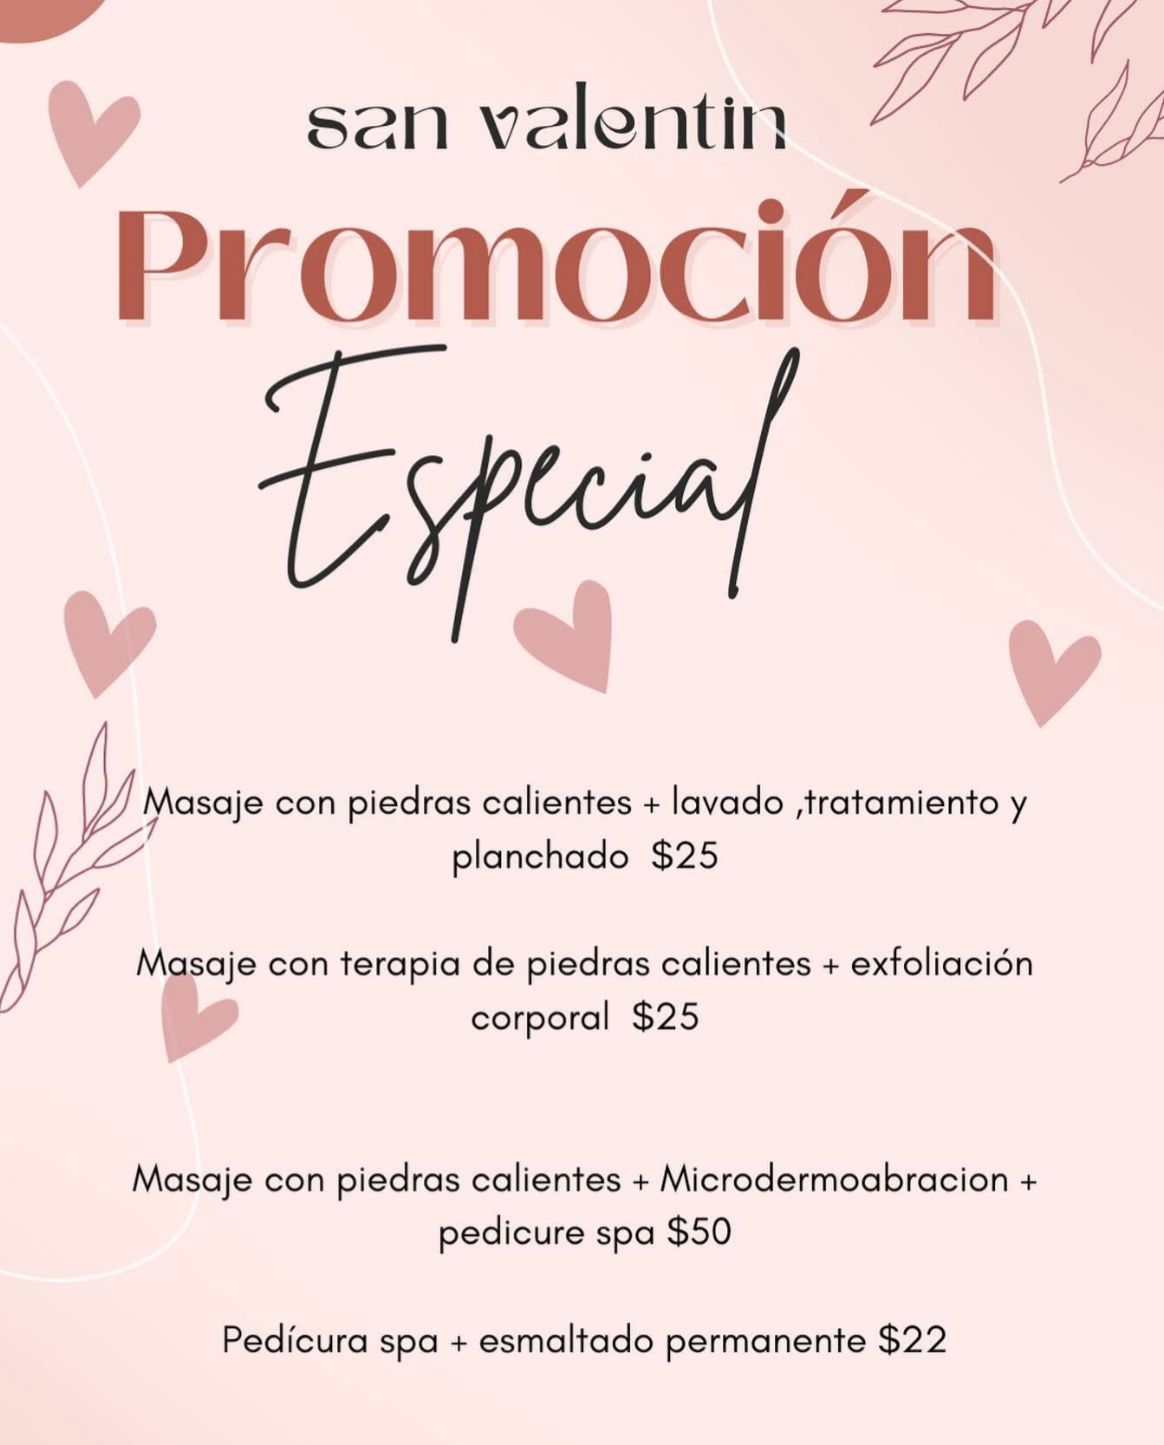 san valentin
Promoción
Especial
Masaje con piedras calientes + lavado ,tratamiento y
planchado $25
Masaje con terapia de piedras calientes + exfoliación
corporal $25
Masaje con piedras calientes + Microdermoabracion +
pedicure spa $50
Pedícura spa + esmaltado permanente $22